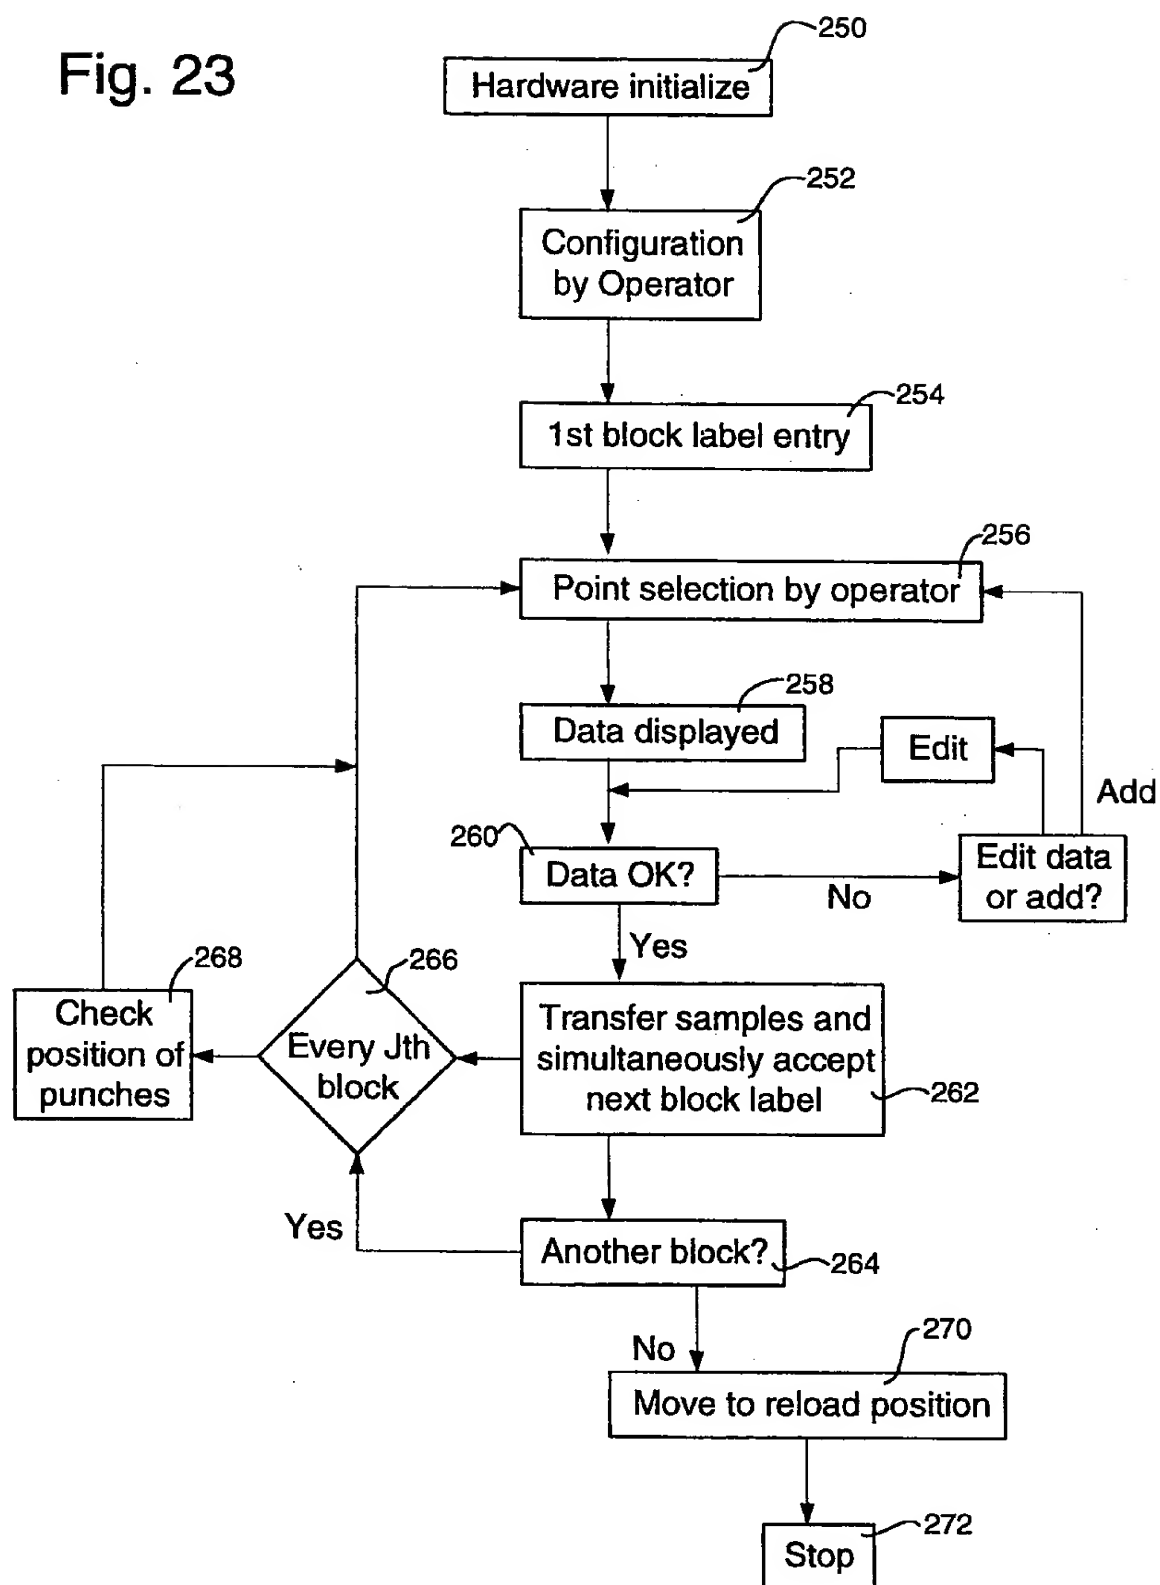 Fig. 23
250
Hardware initialize
252
Configuration
by Operator
254
1st block label entry
256
Point selection by operator
258
Data displayed
Edit
Add
260
Data OK?
No
Edit data
or add?
Yes
268
266
Check
position of
punches
Every Jth
block
Transfer samples and
simultaneously accept
next block label
262
Yes
Another block?
264
No
270
Move to reload position
272
Stop